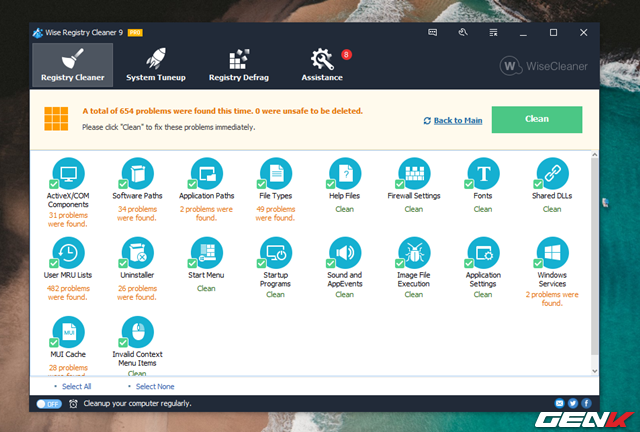 Wise Registry Cleaner 9 PRO
Registry Cleaner
System Tuneup
Registry Defrag
Assistance
8
W WiseCleaner
A total of 654 problems were found this time. 0 were unsafe to be deleted.
Please click "Clean" to fix these problems immediately.
Back to Main
Clean
ActiveX/COM
Components
31 problems
were found.
Software Paths
34 problems
were found.
Application Paths
2 problems were
found.
File Types
49 problems
were found.
Help Files
Clean
Firewall Settings
Clean
T
Fonts
Clean
Shared DLLs
Clean
User MRU Lists
482 problems
were found.
Uninstaller
26 problems
were found.
Start Menu
Clean
Startup
Programs
Clean
Sound and
AppEvents
Clean
Image File
Execution
Clean
Application
Settings
Clean
Windows
Services
2 problems were
found.
MUI
MUI Cache
28 problems
were found.
Invalid Context
Menu Items
Clean
Select All
Select None
OFF
Cleanup your computer regularly.
GENK